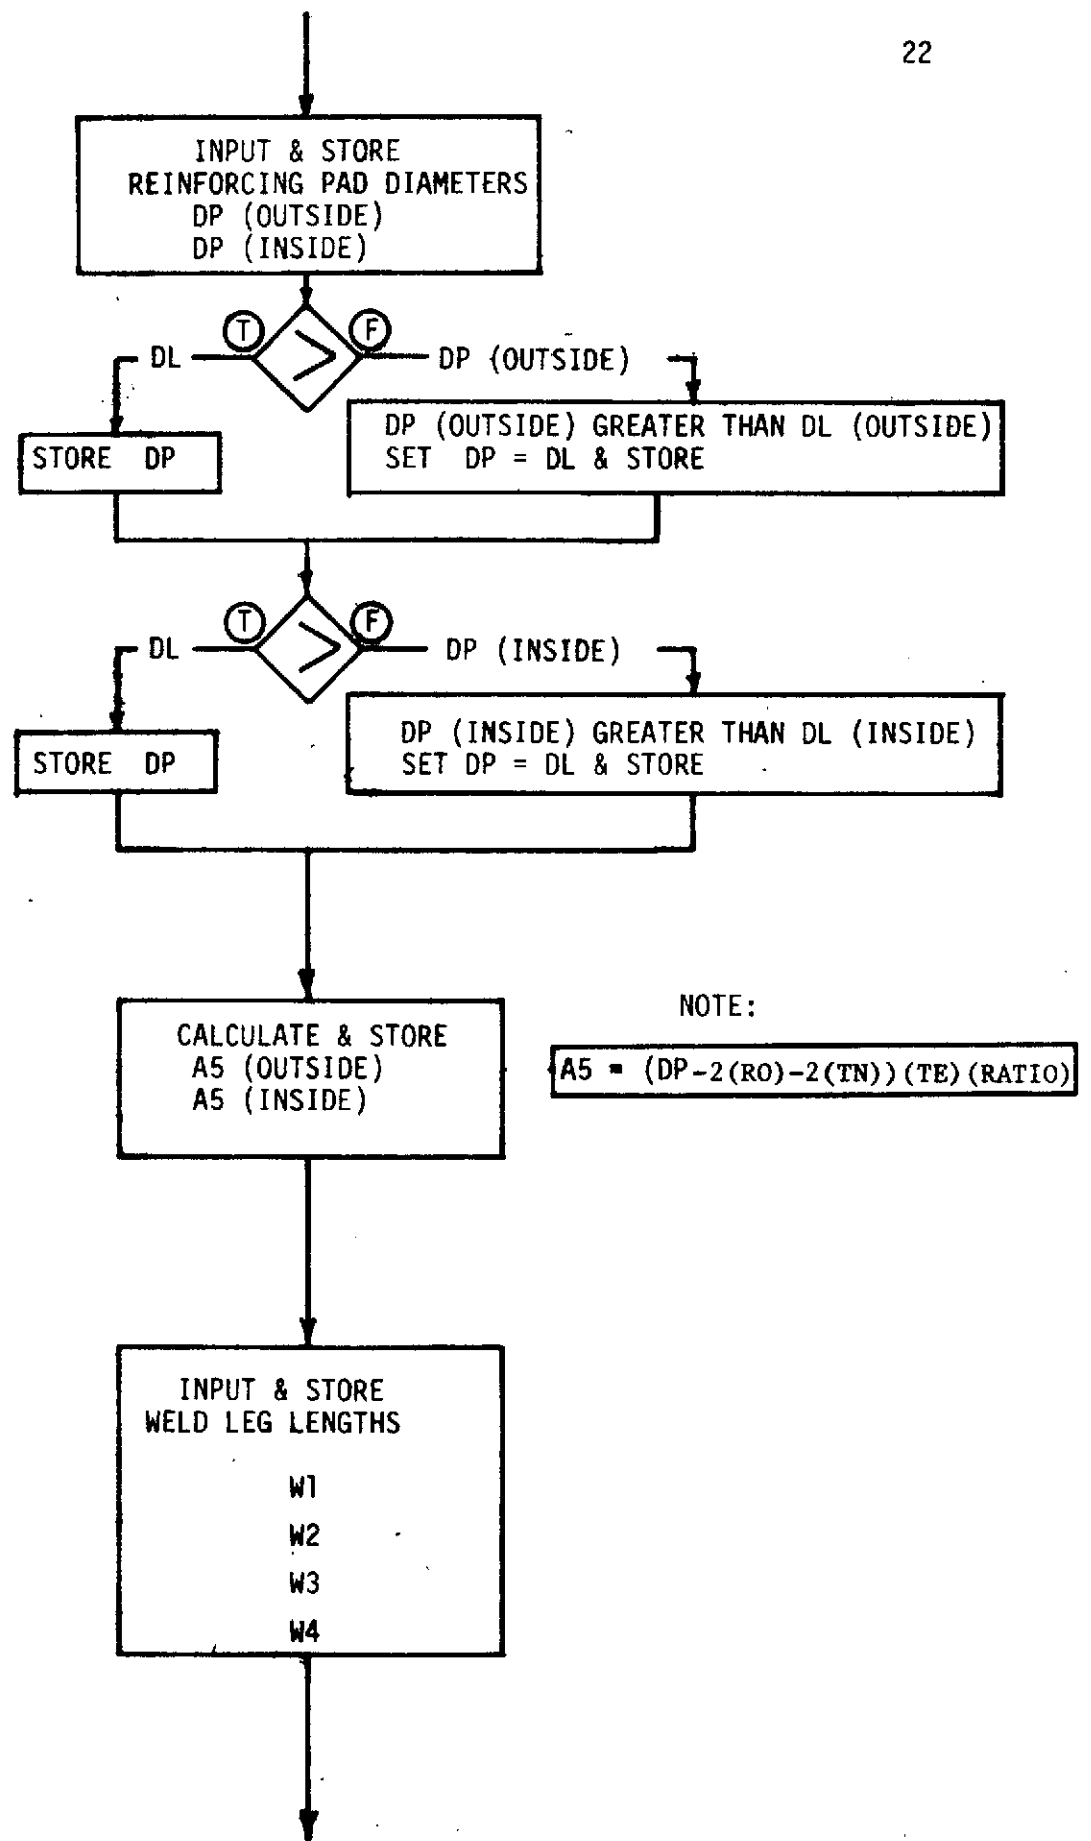 22
INPUT & STORE
REINFORCING PAD DIAMETERS
DP (OUTSIDE)
DP (INSIDE)
T
F
DL
>
DP (OUTSIDE)
STORE DP
DP (OUTSIDE) GREATER THAN DL (OUTSIDE)
SET DP = DL & STORE
T
F
DL
>
DP (INSIDE)
STORE DP
DP (INSIDE) GREATER THAN DL (INSIDE)
SET DP = DL & STORE
CALCULATE & STORE
A5 (OUTSIDE)
A5 (INSIDE)
NOTE:
A5 = (DP-2(RO)-2(TN))(TE)(RATIO)
INPUT & STORE
WELD LEG LENGTHS
W1
W2
W3
W4